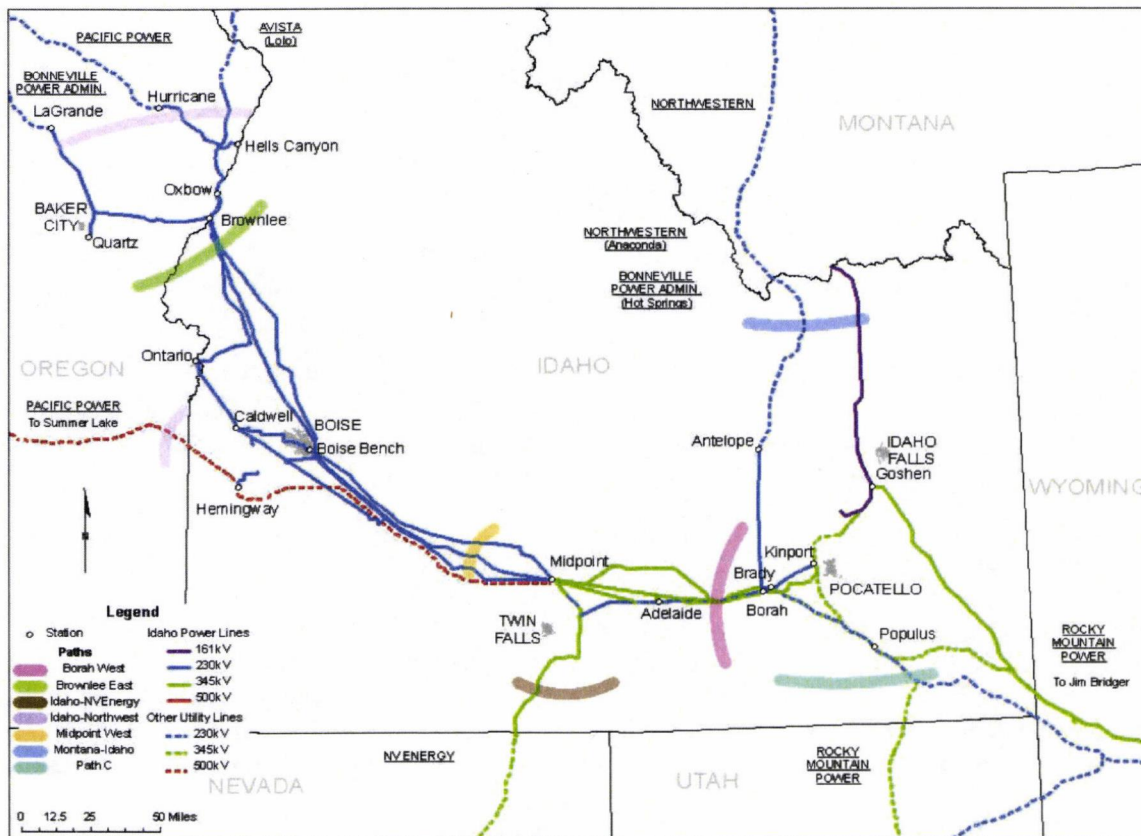 PACIFIC POWER
AVISTA
(Lolo)
BONNEVILLE
POWER ADMIN.
LaGrande
Hurricane
Hells Canyon
Oxbow
BAKER
CITY
Quartz
Brownlee
NORTHWESTERN
MONTANA
NORTHWESTERN
(Anaconda)
BONNEVILLE
POWER ADMIN.
(Hot Springs)
Ontario
OREGON
IDAHO
PACIFIC POWER
To Summer Lake
Caldwell
BOISE
Boise Bench
Hemingway
Antelope
IDAHO
FALLS
Goshen
WYOMING
N
Midpoint
Kinport
Brady
Borah
POCATELLO
Adelaide
TWIN
FALLS
Populus
ROCKY
MOUNTAIN
POWER
To Jim Bridger
Legend
Station
Paths
Borah West
Brownlee East
Idaho-NVEnergy
Idaho-Northwest
Midpoint West
Montana-Idaho
Path C
Idaho Power Lines
161kV
230kV
345kV
500kV
Other Utility Lines
230kV
345kV
500kV
0 12.5 25 50 Miles
NV ENERGY
NEVADA
UTAH
ROCKY
MOUNTAIN
POWER